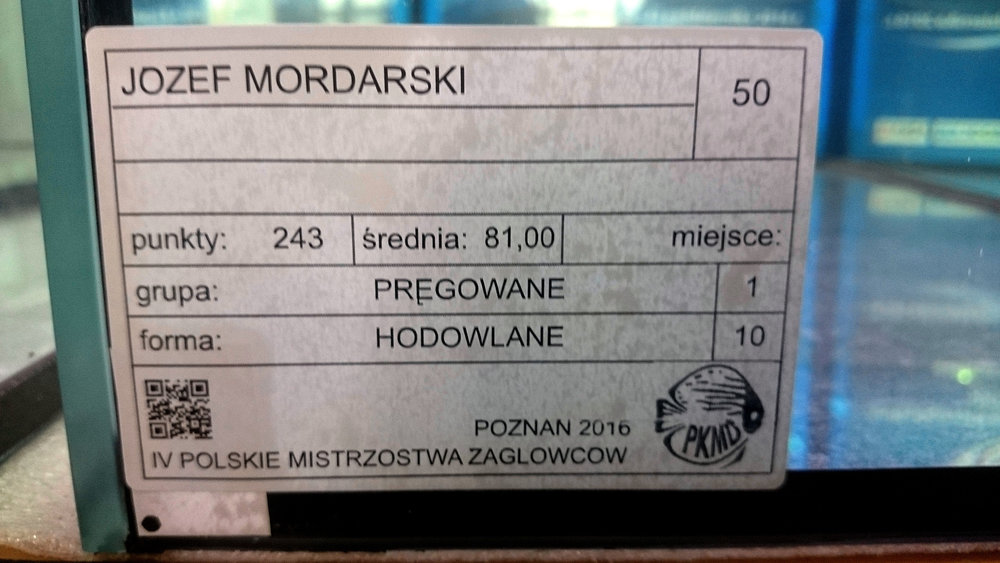 JOZEF MORDARSKI
50
punkty: 243 średnia: 81,00 miejsce:
grupa: PRĘGOWANE 1
forma: HODOWLANE 10
POZNAN 2016
IV POLSKIE MISTRZOSTWA ZAGLOWCOW
PKMD